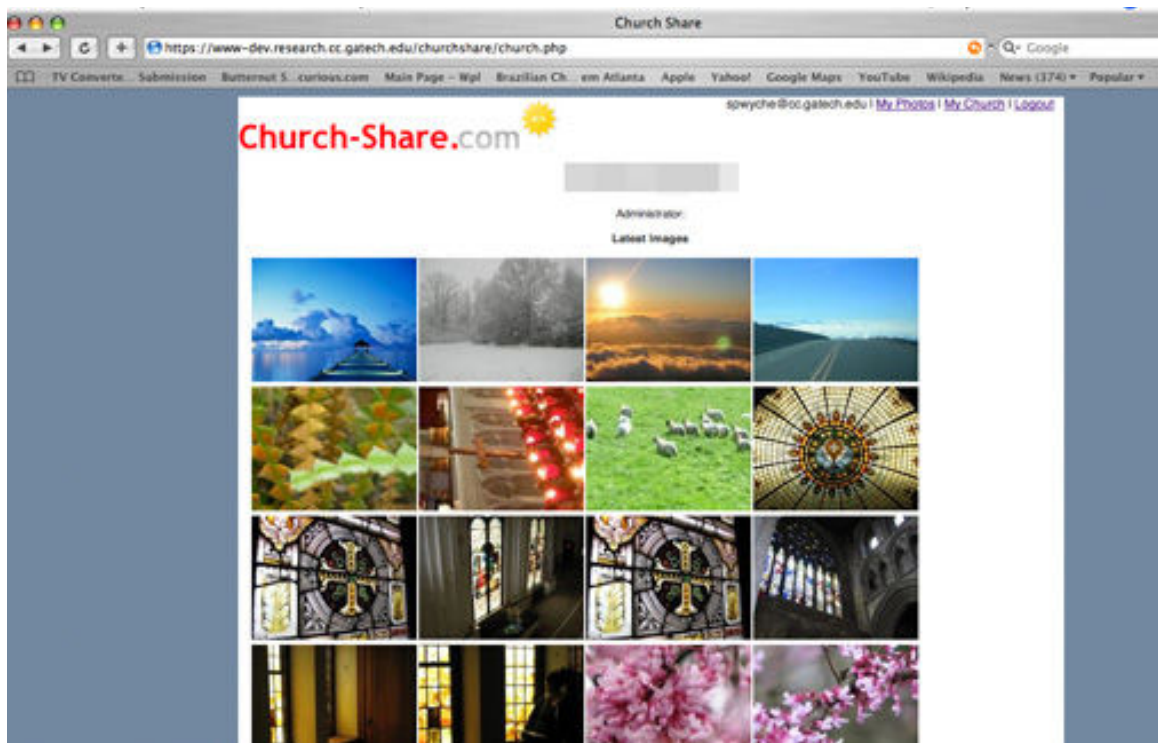 Church Share
https://www-dev.research.cc.gatech.edu/churchshare/church.php
Q- Google
TV Converte... Submission Butternut S...curious.com Main Page - Wpl Brazilian Ch...em Atlanta Apple Yahoo! Google Maps YouTube Wikipedia News (374) Popular
spwyche@cc.gatech.edu | My Photos | My Church | Logout
Church-Share.com
Administrator:
Latest Images